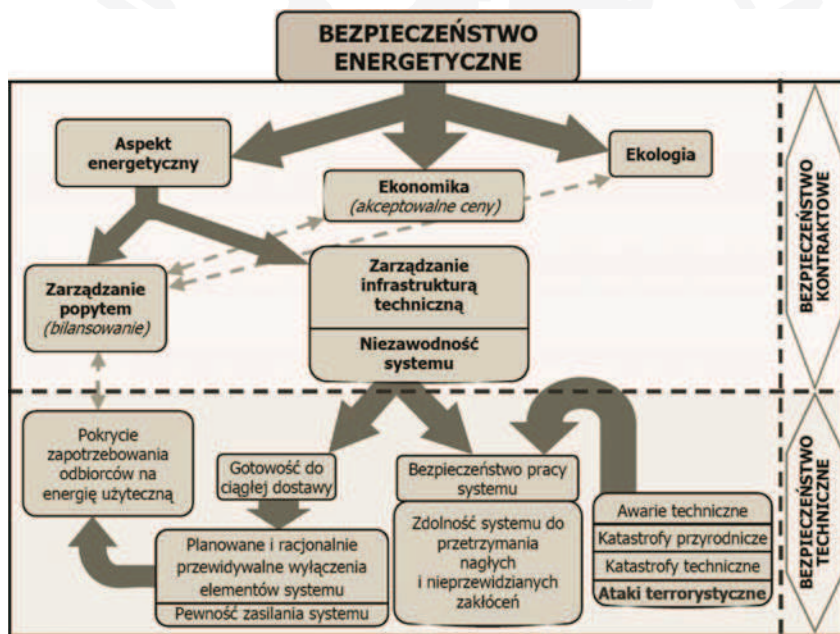 BEZPIECZEŃSTWO
ENERGETYCZNE
Aspekt
energetyczny
Ekonomika
(akceptowalne ceny)
Ekologia
Zarządzanie
popytem
(bilansowanie)
Zarządzanie
infrastrukturą
techniczną
Niezawodność
systemu
BEZPIECZEŃSTWO
KONTRAKTOWE
Pokrycie
zapotrzebowania
odbiorców na
energię użyteczną
Gotowość do
ciągłej dostawy
Planowane i racjonalnie
przewidywalne wyłączenia
elementów systemu
Pewność zasilania systemu
Bezpieczeństwo pracy
systemu
Zdolność systemu do
przetrzymania
nagłych
i nieprzewidzianych
zakłóceń
Awarie techniczne
Katastrofy przyrodnicze
Katastrofy techniczne
Ataki terrorystyczne
BEZPIECZEŃSTWO
TECHNICZNE